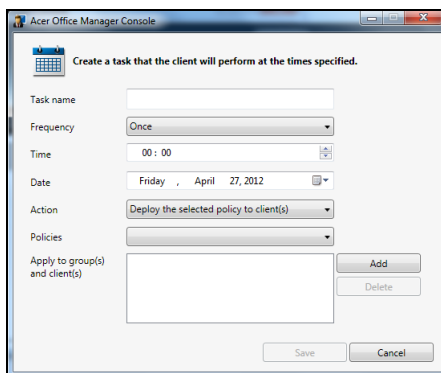 Acer Office Manager Console
Create a task that the client will perform at the times specified.
Task name
Frequency Once
Time 00 : 00
Date Friday , April 27, 2012
Action Deploy the selected policy to client(s)
Policies
Apply to group(s) Add
and client(s)
Delete
Save Cancel